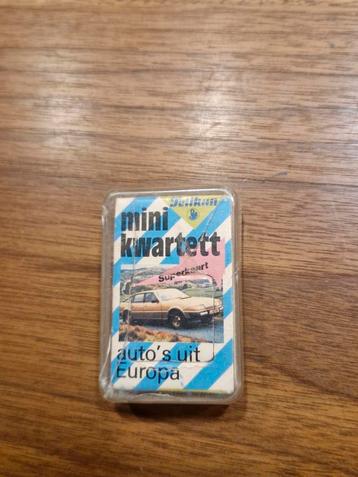 Pelikan
mini
kwartett
Superkaart
auto's uit
Europa